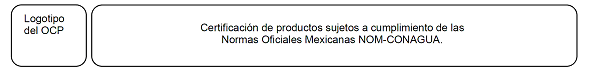 Logotipo
del OCP
Certificación de productos sujetos a cumplimiento de las
Normas Oficiales Mexicanas NOM-CONAGUA.